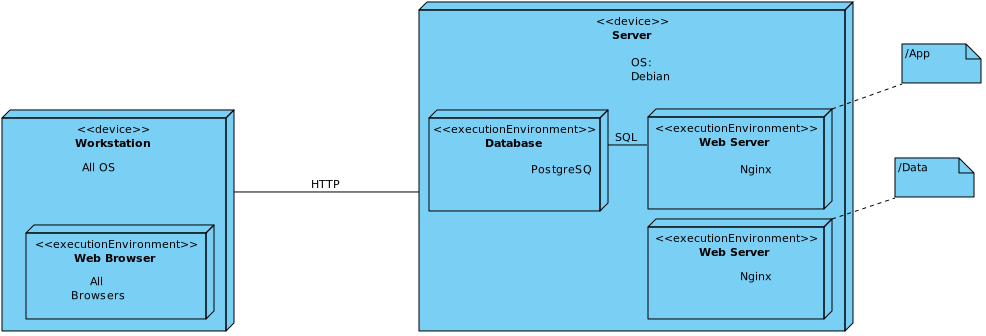 <<device>>
Workstation
All OS
<<executionEnvironment>>
Web Browser
All
Browsers
HTTP
<<device>>
Server
OS:
Debian
<<executionEnvironment>>
Database
PostgreSQ
SQL
<<executionEnvironment>>
Web Server
Nginx
<<executionEnvironment>>
Web Server
Nginx
/App
/Data